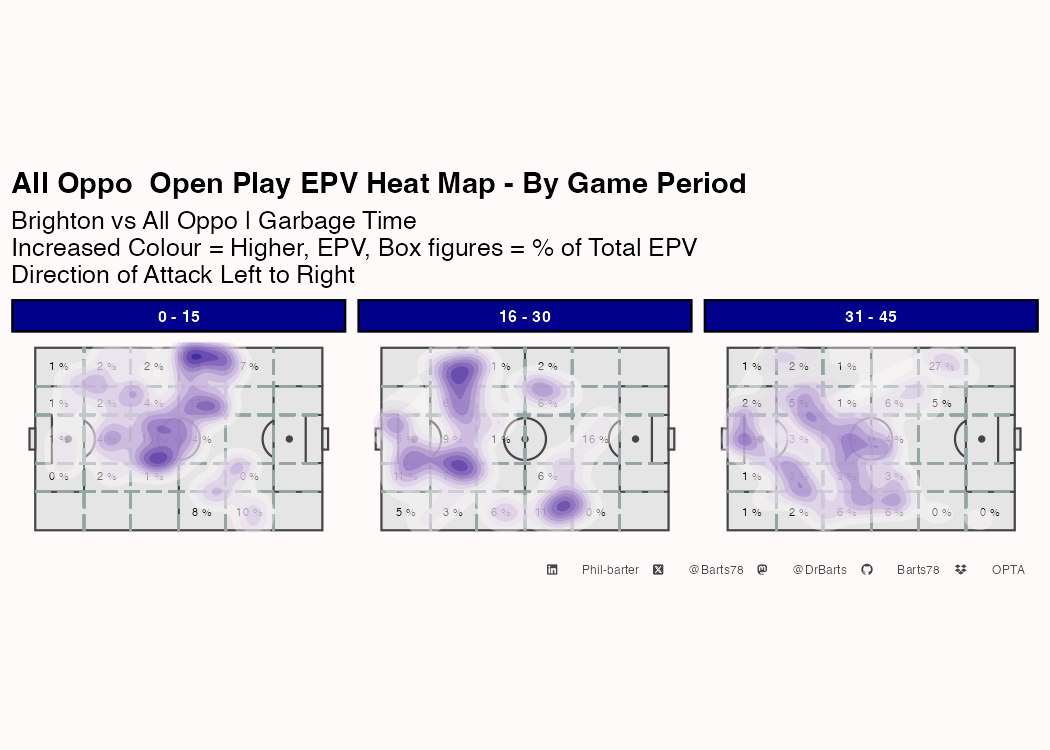 All Oppo  Open Play EPV Heat Map - By Game Period
Brighton vs All Oppo | Garbage Time
Increased Colour = Higher, EPV, Box figures = % of Total EPV
Direction of Attack Left to Right
0 - 15 16 - 30 31 - 45
1 % 2 % 2 % 7 % 1 % 2 % 1 % 2 % 1 % 27 %
1 % 2 % 4 % 6 % 2 % 5 % 1 % 6 % 5 %
4 % 9 % 1 % 16 % 3 % 4 %
0 % 2 % 1 % 0 % 11 % 6 % 1 % 3 %
8 % 10 % 5 % 3 % 6 % 0 % 1 % 2 % 6 % 6 % 0 % 0 %
Phil-barter @Barts78 @DrBarts Barts78 OPTA